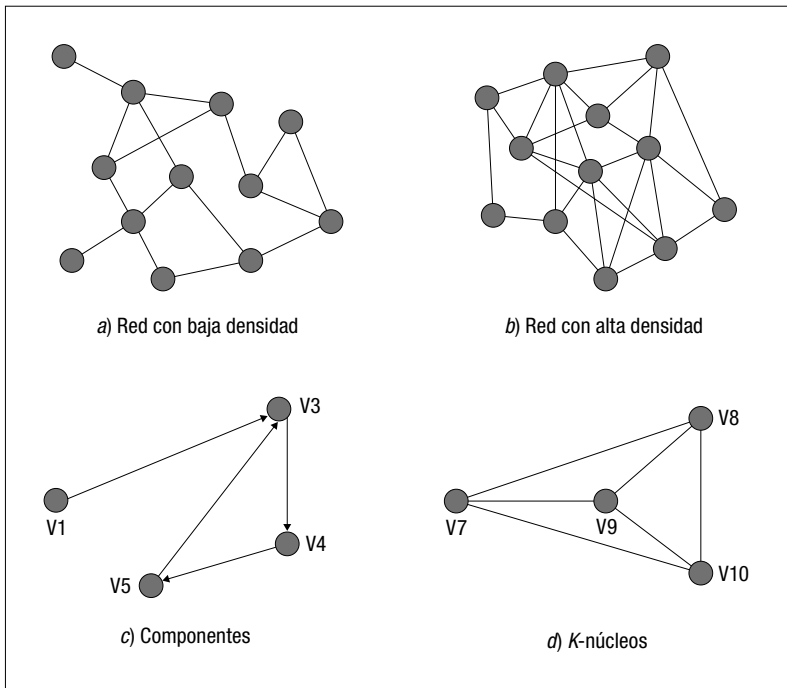 a) Red con baja densidad
b) Red con alta densidad
V3
V1
V4
V5
c) Componentes
V8
V7
V9
V10
d) K-núcleos